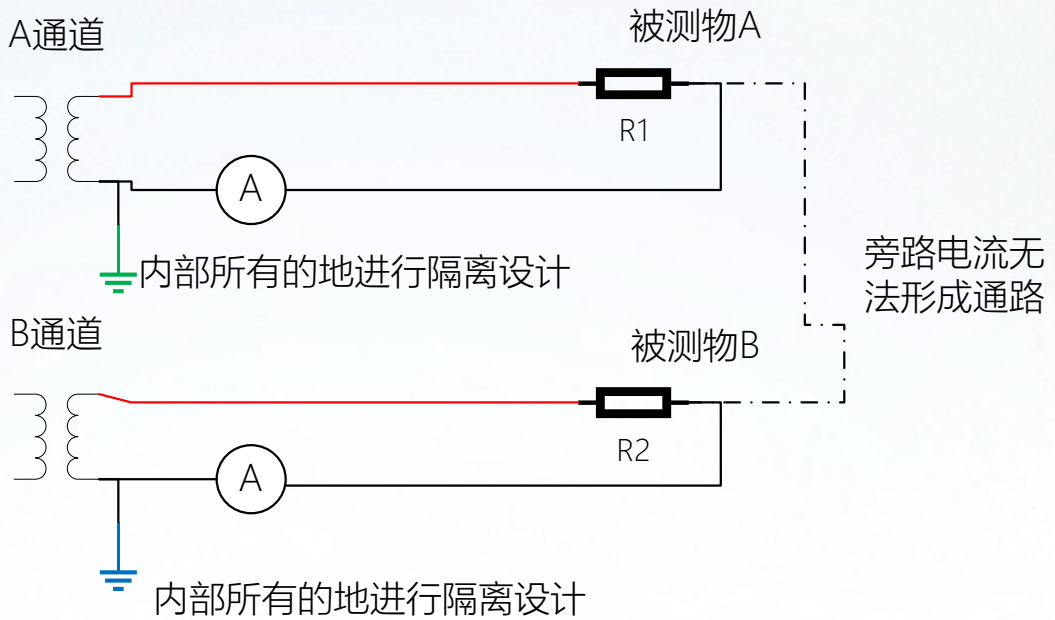 A通道
被测物A
R1
A
内部所有的地进行隔离设计
旁路电流无
法形成通路
B通道
被测物B
R2
A
内部所有的地进行隔离设计